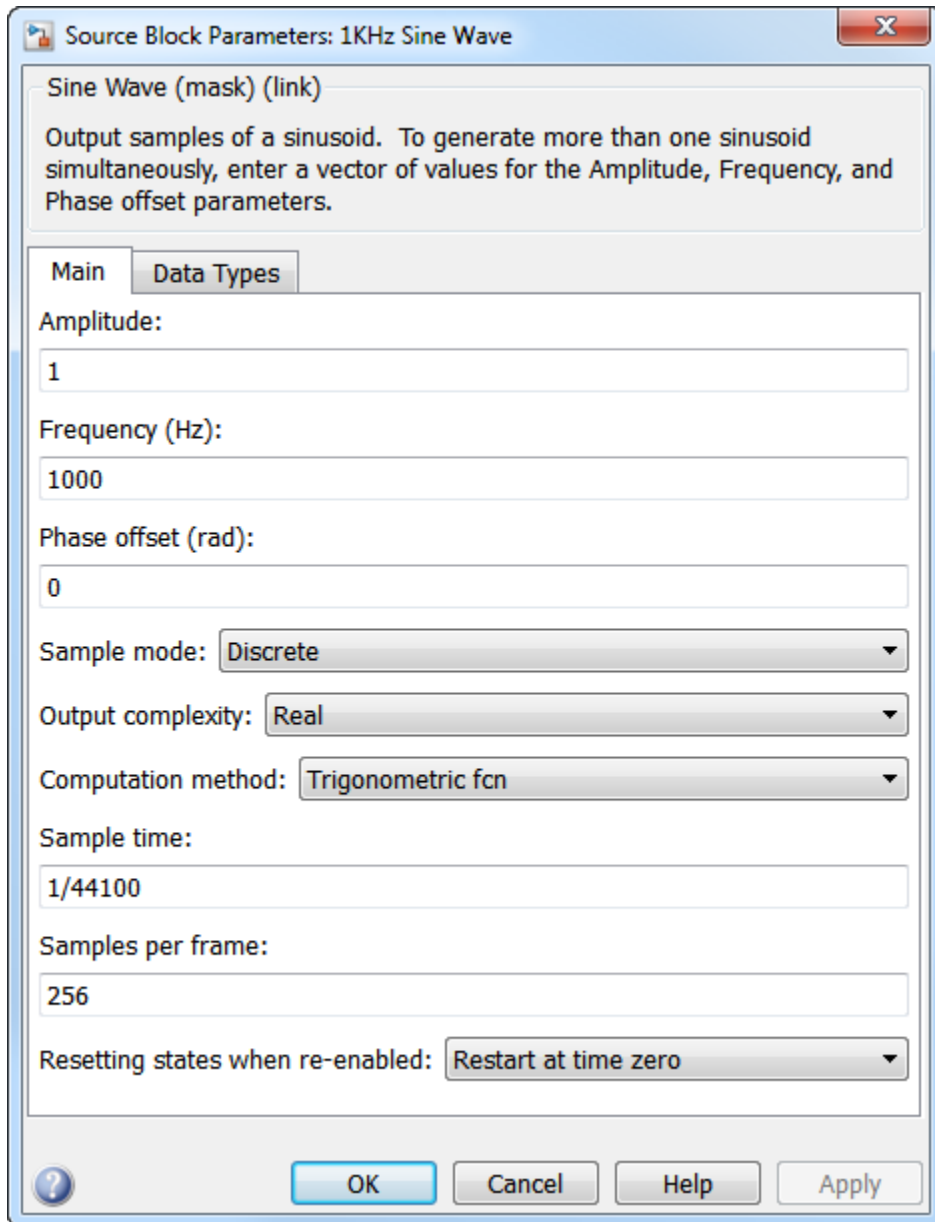 Source Block Parameters: 1KHz Sine Wave
Sine Wave (mask) (link)
Output samples of a sinusoid.  To generate more than one sinusoid
simultaneously, enter a vector of values for the Amplitude, Frequency, and
Phase offset parameters.
Main
Data Types
Amplitude:
1
Frequency (Hz):
1000
Phase offset (rad):
0
Sample mode: Discrete
Output complexity: Real
Computation method: Trigonometric fcn
Sample time:
1/44100
Samples per frame:
256
Resetting states when re-enabled: Restart at time zero
OK
Cancel
Help
Apply